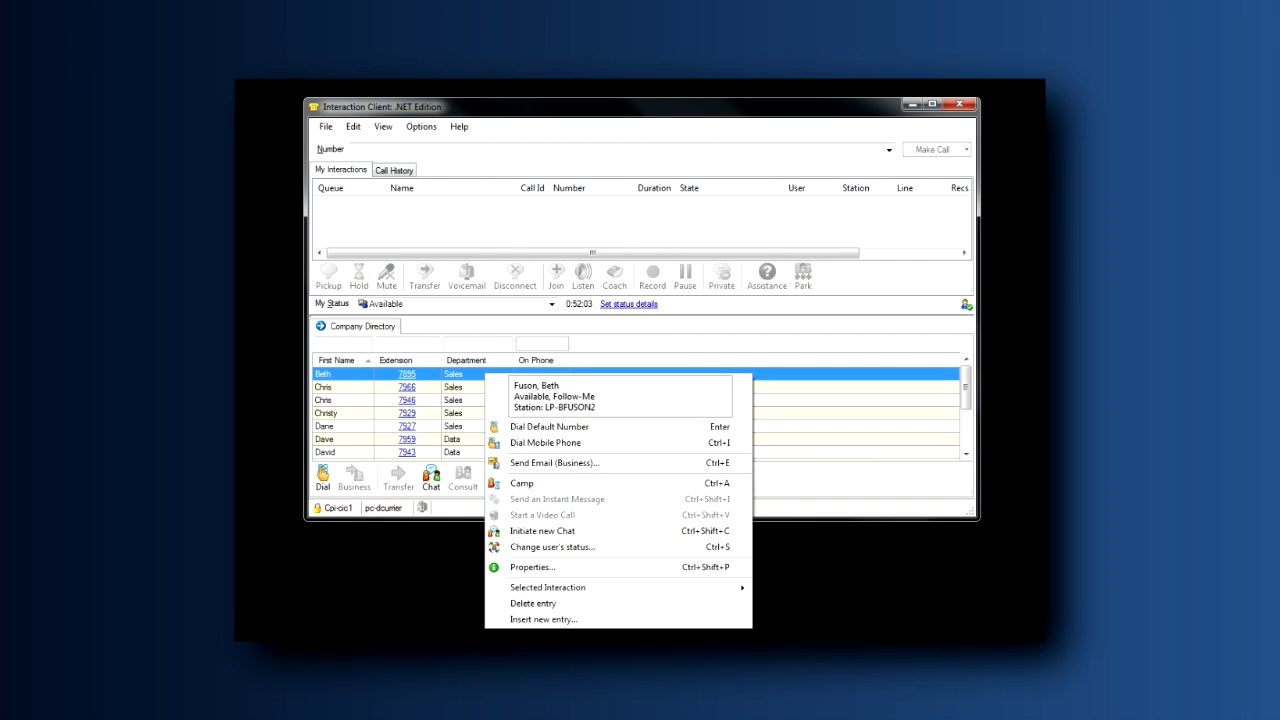 Interaction Client: .NET Edition
File Edit View Options Help
Number Make Call
My Interactions Call History
Queue Name Call Id Number Duration State User Station Line Recs
Pickup Hold Mute Transfer Voicemail Disconnect Join Listen Coach Record Pause Private Assistance Park
My Status Available 0:52:03 Set status details
Company Directory
First Name Extension Department On Phone
Beth 7895 Sales
Chris 7966 Sales
Chris 7946 Sales
Christy 7929 Sales
Dane 7927 Sales
Dave 7959 Data
David 7943 Data
Dial Business Transfer Chat Consult
Cpi-cic1 pc-dcurrier
Fuson, Beth
Available, Follow-Me
Station: LP-BFUSON2
Dial Default Number Enter
Dial Mobile Phone Ctrl+I
Send Email (Business)... Ctrl+E
Camp Ctrl+A
Send an Instant Message Ctrl+Shift+I
Start a Video Call Ctrl+Shift+V
Initiate new Chat Ctrl+Shift+C
Change user's status... Ctrl+S
Properties... Ctrl+Shift+P
Selected Interaction
Delete entry
Insert new entry...